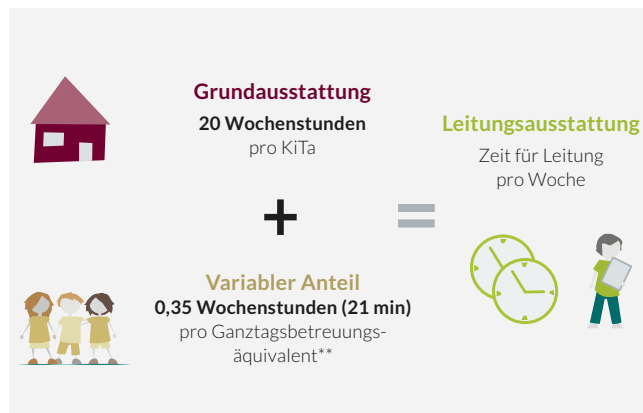 Grundausstattung
20 Wochenstunden
pro KiTa
+
Variabler Anteil
0,35 Wochenstunden (21 min)
pro Ganztagsbetreuungs-
äquivalent**
=
Leitungsausstattung
Zeit für Leitung
pro Woche